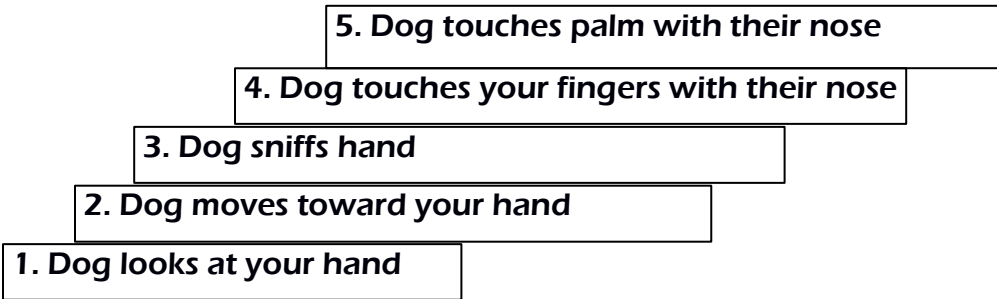 5. Dog touches palm with their nose
4. Dog touches your fingers with their nose
3. Dog sniffs hand
2. Dog moves toward your hand
1. Dog looks at your hand